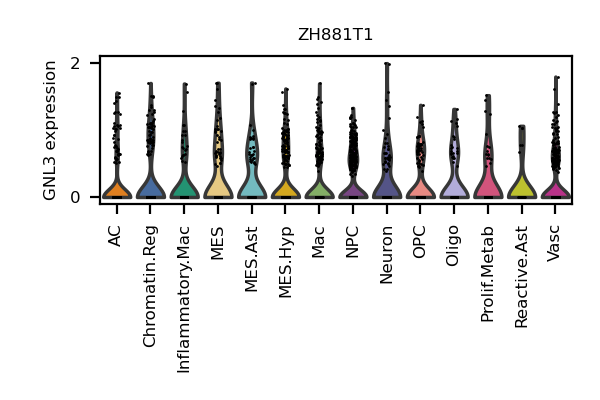 ZH881T1
GNL3 expression
2
0
AC
Chromatin.Reg
Inflammatory.Mac
MES
MES.Ast
MES.Hyp
Mac
NPC
Neuron
OPC
Oligo
Prolif.Metab
Reactive.Ast
Vasc